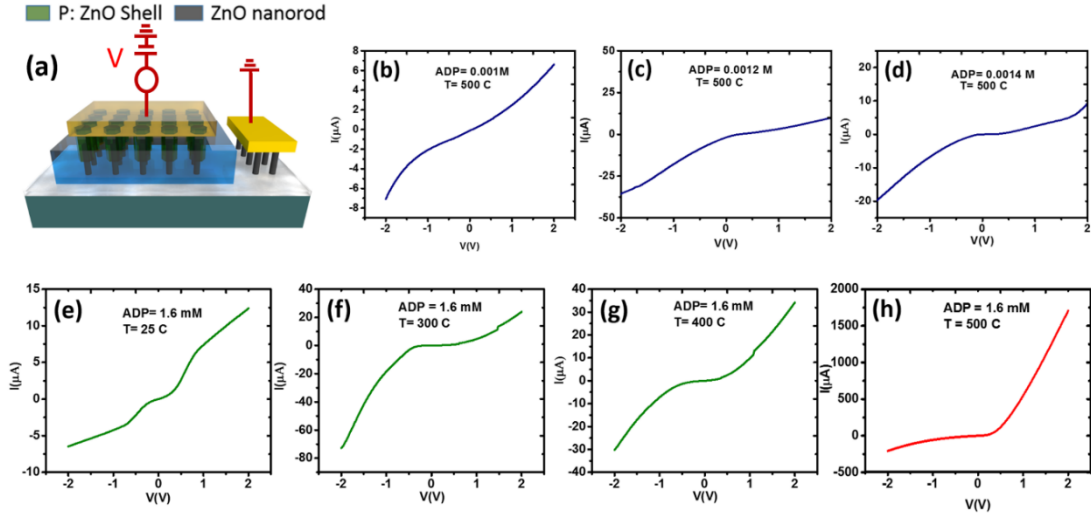 P: ZnO Shell ZnO nanorod
(a)
V
(b)
ADP= 0.001M
T= 500 C
I(μA)
8
6
4
2
0
-2
-4
-6
-8
-2 -1 0 1 2
V(V)
(c)
ADP= 0.0012 M
T= 500 C
I(μA)
50
25
0
-25
-50
-2 -1 0 1 2
V(V)
(d)
ADP= 0.0014 M
T= 500 C
I(μA)
20
10
0
-10
-20
-2 -1 0 1 2
V(V)
(e)
ADP = 1.6 mM
T= 25 C
I(μA)
15
10
5
0
-5
-10
-2 -1 0 1 2
V(V)
(f)
ADP = 1.6 mM
T= 300 C
I(μA)
40
20
0
-20
-40
-60
-80
-2 -1 0 1 2
V(V)
(g)
ADP = 1.6 mM
T= 400 C
I(μA)
40
30
20
10
0
-10
-20
-30
-40
-2 -1 0 1 2
V(V)
(h)
ADP = 1.6 mM
T = 500 C
I(μA)
2000
1500
1000
500
0
-500
-2 -1 0 1 2
V(V)